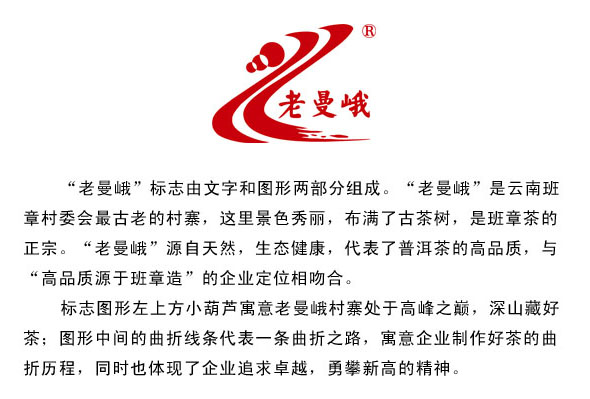 ®
老曼峨
“老曼峨”标志由文字和图形两部分组成。“老曼峨”是云南班
章村委会最古老的村寨，这里景色秀丽，布满了古茶树，是班章茶的
正宗。“老曼峨”源自天然，生态健康，代表了普洱茶的高品质，与
“高品质源于班章造”的企业定位相吻合。
标志图形左上方小葫芦寓意老曼峨村寨处于高峰之巅，深山藏好
茶；图形中间的曲折线条代表一条曲折之路，寓意企业制作好茶的曲
折历程，同时也体现了企业追求卓越，勇攀新高的精神。